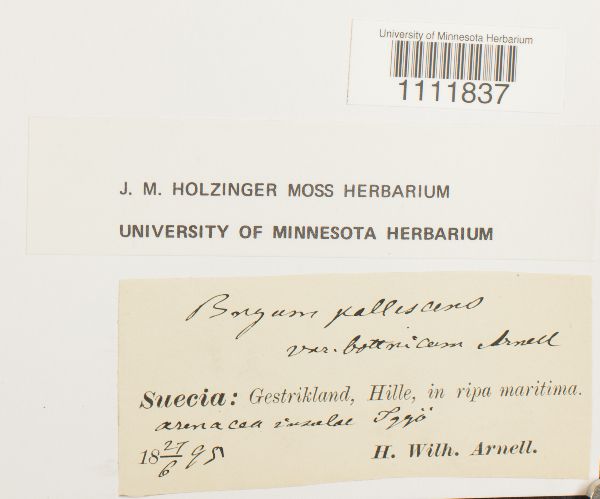 University of Minnesota Herbarium
1111837
J. M. HOLZINGER MOSS HERBARIUM
UNIVERSITY OF MINNESOTA HERBARIUM
Bryum pallescens
var. bottnicum Arnell
Suecia: Gestrikland, Hille, in ripa maritima.
arenacea insulae Iggö
18 27/6 95
H. Wilh. Arnell.